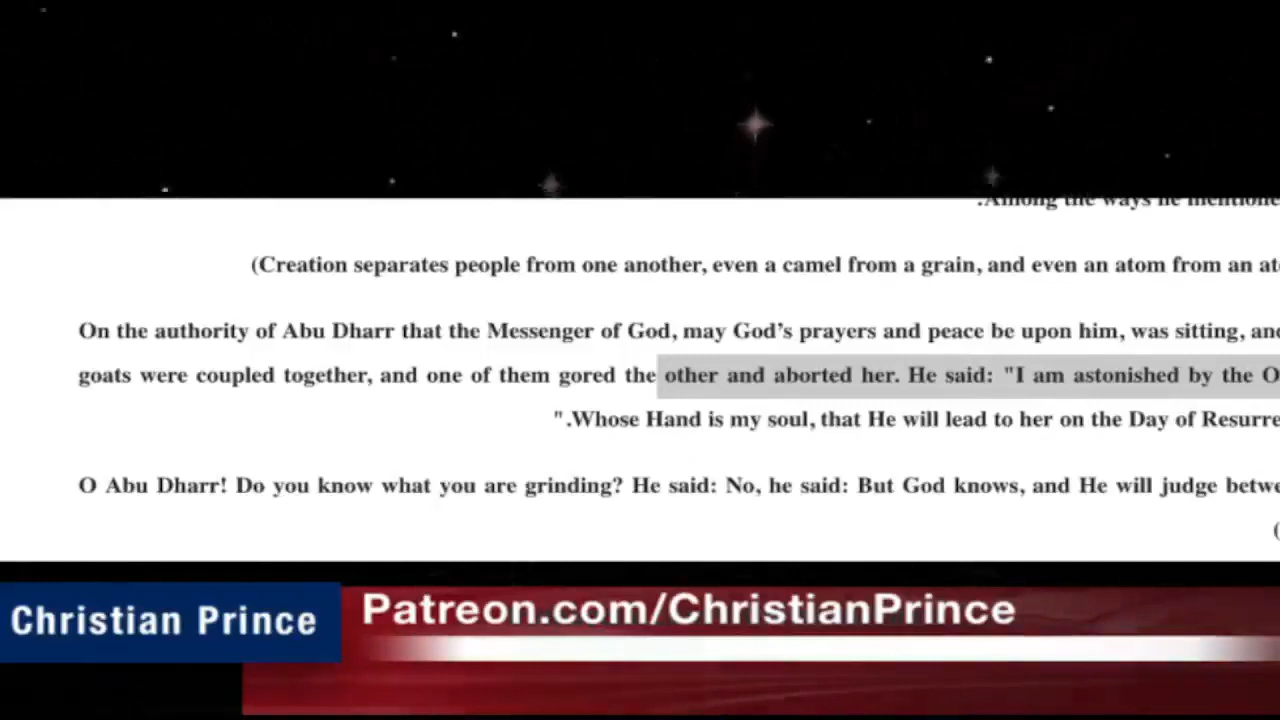 .Among the ways he mentione
(Creation separates people from one another, even a camel from a grain, and even an atom from an ato
On the authority of Abu Dharr that the Messenger of God, may God's prayers and peace be upon him, was sitting, and
goats were coupled together, and one of them gored the other and aborted her. He said: "I am astonished by the O
".Whose Hand is my soul, that He will lead to her on the Day of Resurre
O Abu Dharr! Do you know what you are grinding? He said: No, he said: But God knows, and He will judge betwe
(
Christian Prince
Patreon.com/ChristianPrince